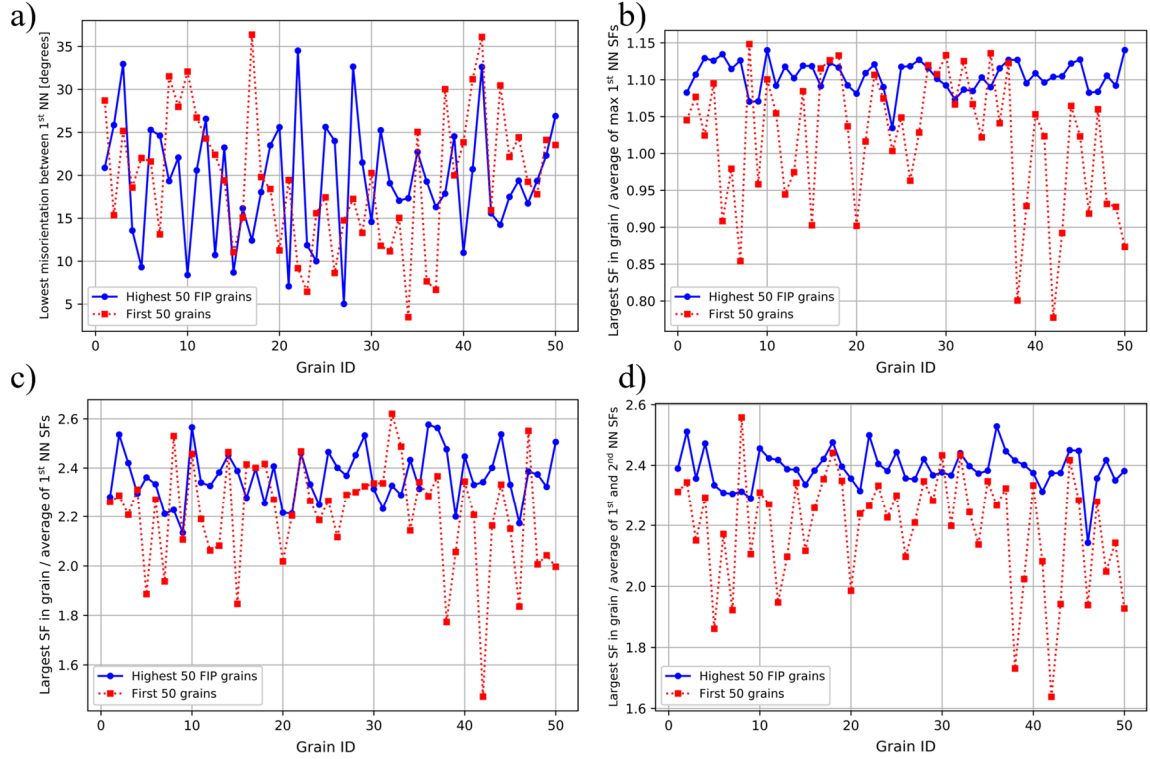 a)
Lowest misorientation between 1st NN [degrees]
35
30
25
20
15
10
5
0
10
20
30
40
50
Grain ID
Highest 50 FIP grains
First 50 grains
b)
Largest SF in grain / average of max 1st NN SFs
1.15
1.10
1.05
1.00
0.95
0.90
0.85
0.80
0
10
20
30
40
50
Grain ID
Highest 50 FIP grains
First 50 grains
c)
Largest SF in grain / average of 1st NN SFs
2.6
2.4
2.2
2.0
1.8
1.6
0
10
20
30
40
50
Grain ID
Highest 50 FIP grains
First 50 grains
d)
Largest SF in grain / average of 1st and 2nd NN SFs
2.6
2.4
2.2
2.0
1.8
1.6
0
10
20
30
40
50
Grain ID
Highest 50 FIP grains
First 50 grains